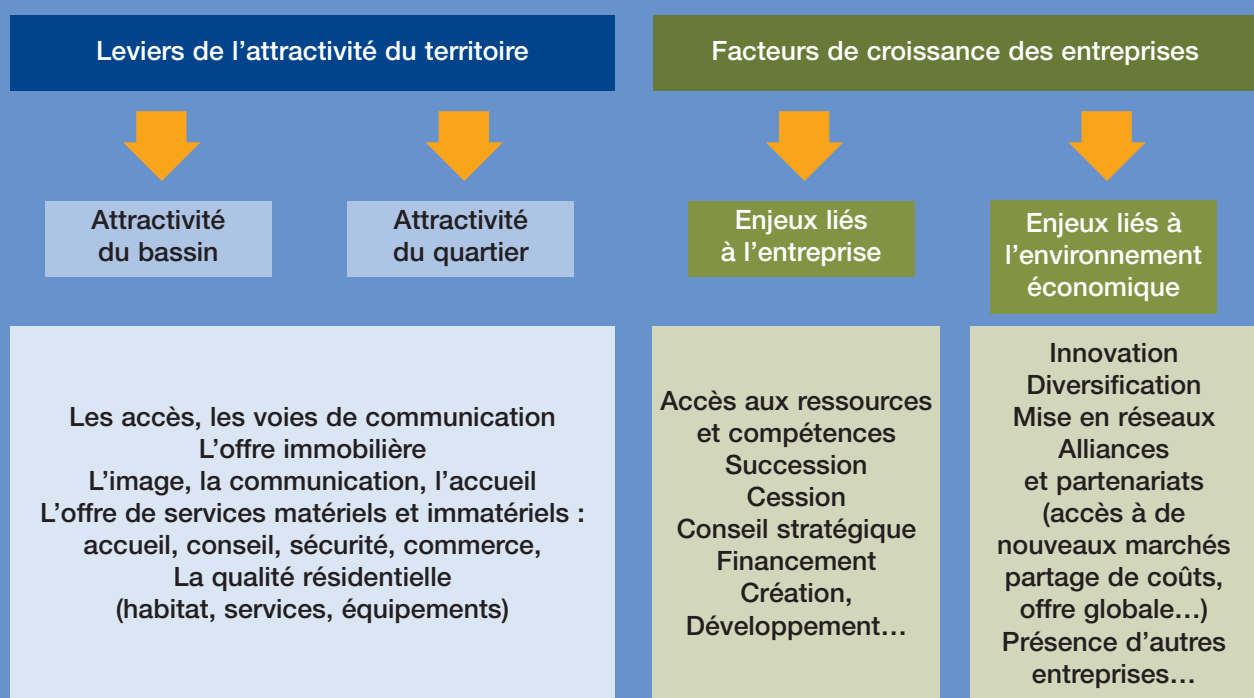 Leviers de l’attractivité du territoire
Attractivité
du bassin
Attractivité
du quartier
Les accès, les voies de communication
L’offre immobilière
L’image, la communication, l’accueil
L’offre de services matériels et immatériels :
accueil, conseil, sécurité, commerce,
La qualité résidentielle
(habitat, services, équipements)
Facteurs de croissance des entreprises
Enjeux liés
à l’entreprise
Accès aux ressources
et compétences
Succession
Cession
Conseil stratégique
Financement
Création,
Développement…
Enjeux liés à
l’environnement
économique
Innovation
Diversification
Mise en réseaux
Alliances
et partenariats
(accès à de
nouveaux marchés
partage de coûts,
offre globale…)
Présence d’autres
entreprises…